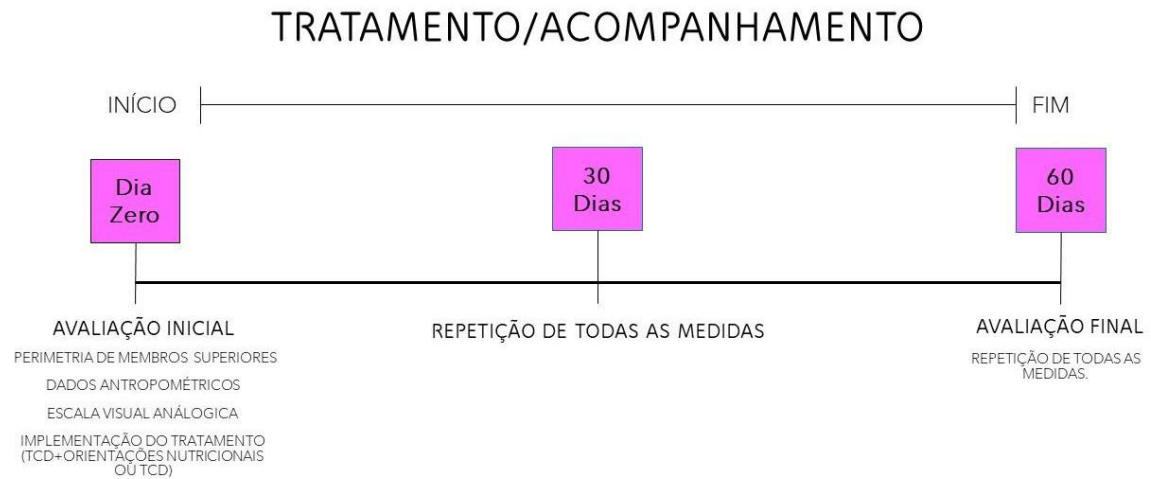 TRATAMENTO/ACOMPANHAMENTO
INÍCIO
FIM
Dia
Zero
30
Dias
60
Dias
AVALIAÇÃO INICIAL
PERIMETRIA DE MEMBROS SUPERIORES
DADOS ANTROPOMÉTRICOS
ESCALA VISUAL ANÁLOGICA
IMPLEMENTAÇÃO DO TRATAMENTO
(TCD+ORIENTAÇÕES NUTRICIONAIS
OU TCD)
REPETIÇÃO DE TODAS AS MEDIDAS
AVALIAÇÃO FINAL
REPETIÇÃO DE TODAS AS
MEDIDAS.